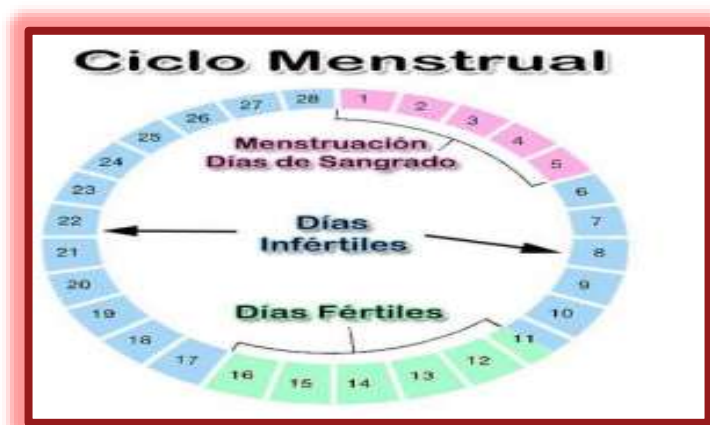 Ciclo Menstrual
28 1 2 3 4 5 6 7 8 9 10 11 12 13 14 15 16 17 18 19 20 21 22 23 24 25 26 27
Menstruación
Días de Sangrado
Días
Infértiles
Días Fértiles